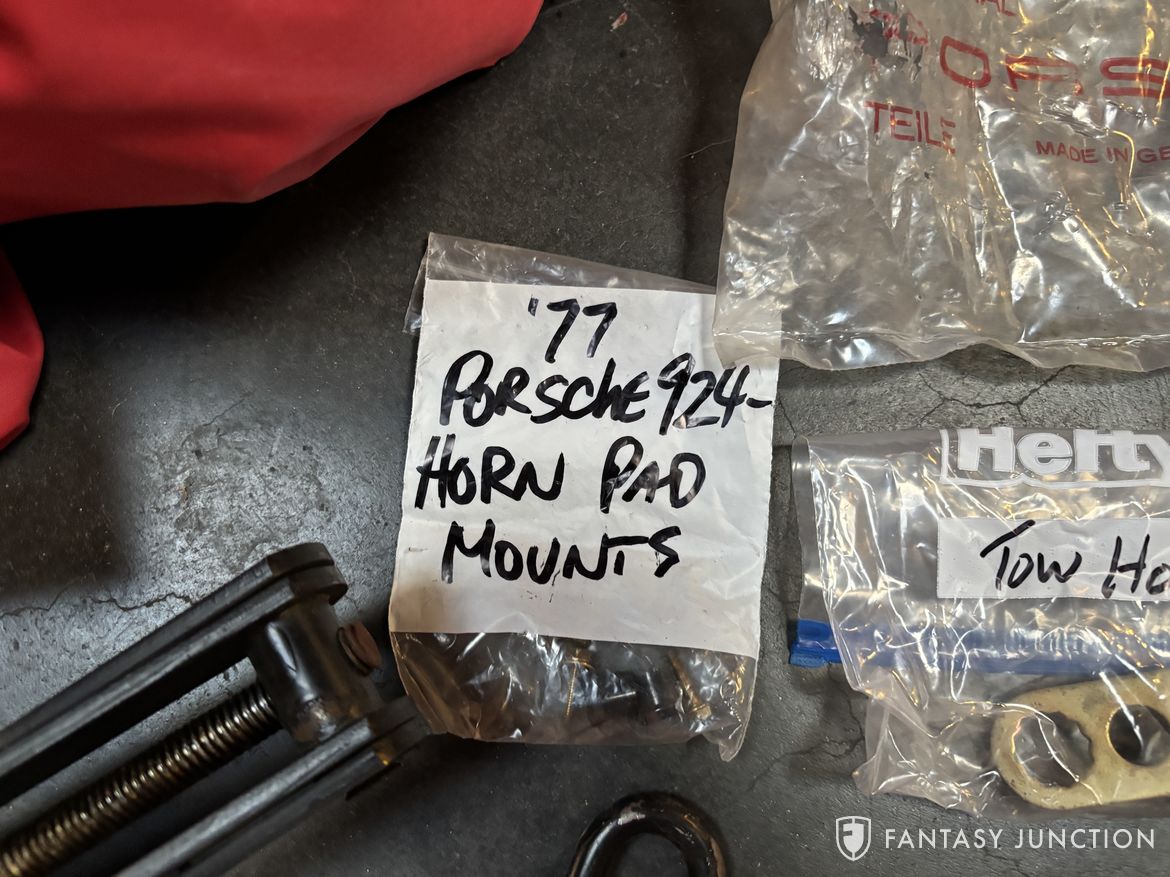 TEILE
MADE IN GE
'77
PORSCHE 924-
HORN PAD
MOUNTS
Hefty
TOW HO
FANTASY JUNCTION